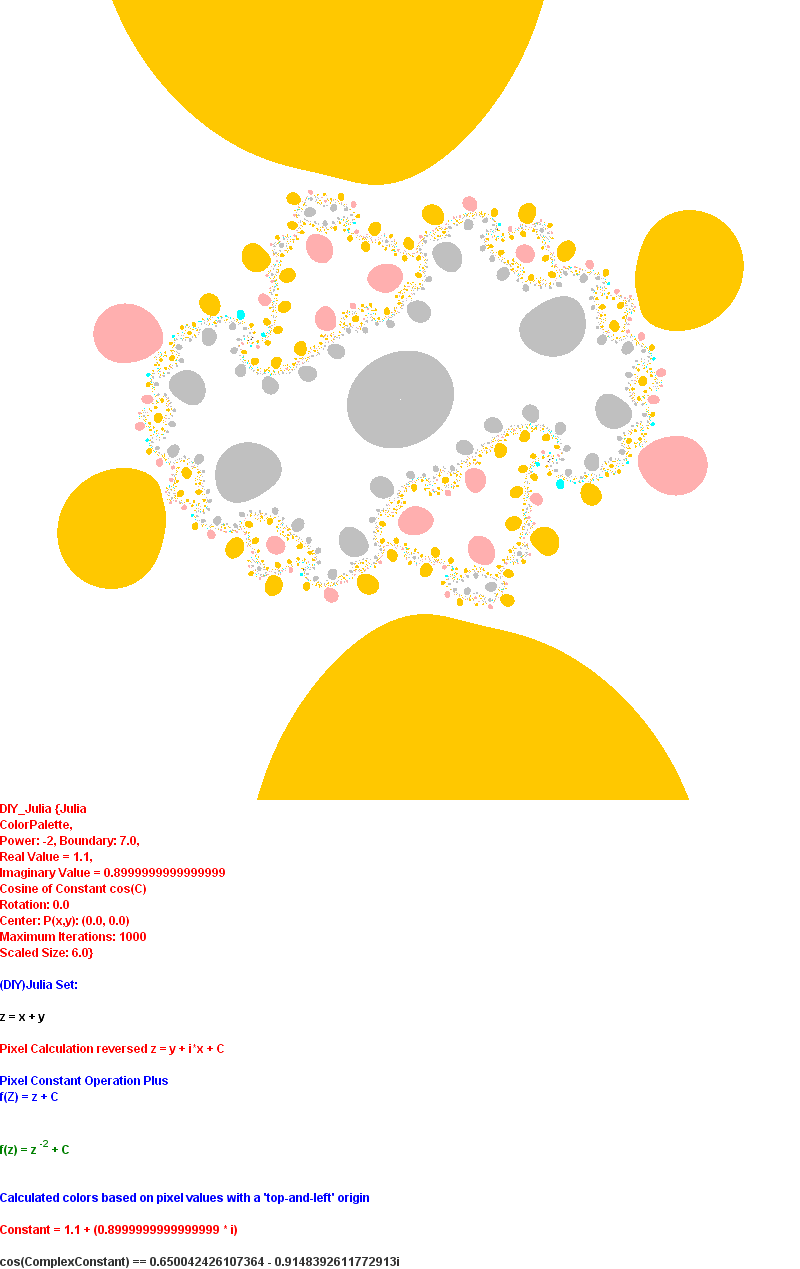 DIY_Julia {Julia
ColorPalette,
Power: -2, Boundary: 7.0,
Real Value = 1.1,
Imaginary Value = 0.8999999999999999
Cosine of Constant cos(C)
Rotation: 0.0
Center: P(x,y): (0.0, 0.0)
Maximum Iterations: 1000
Scaled Size: 6.0}
(DIY)Julia Set:
z = x + y
Pixel Calculation reversed z = y + i*x + C
Pixel Constant Operation Plus
f(Z) = z + C
f(z) = z -2 + C
Calculated colors based on pixel values with a 'top-and-left' origin
Constant = 1.1 + (0.8999999999999999 * i)
cos(ComplexConstant) == 0.650042426107364 - 0.9148392611772913i